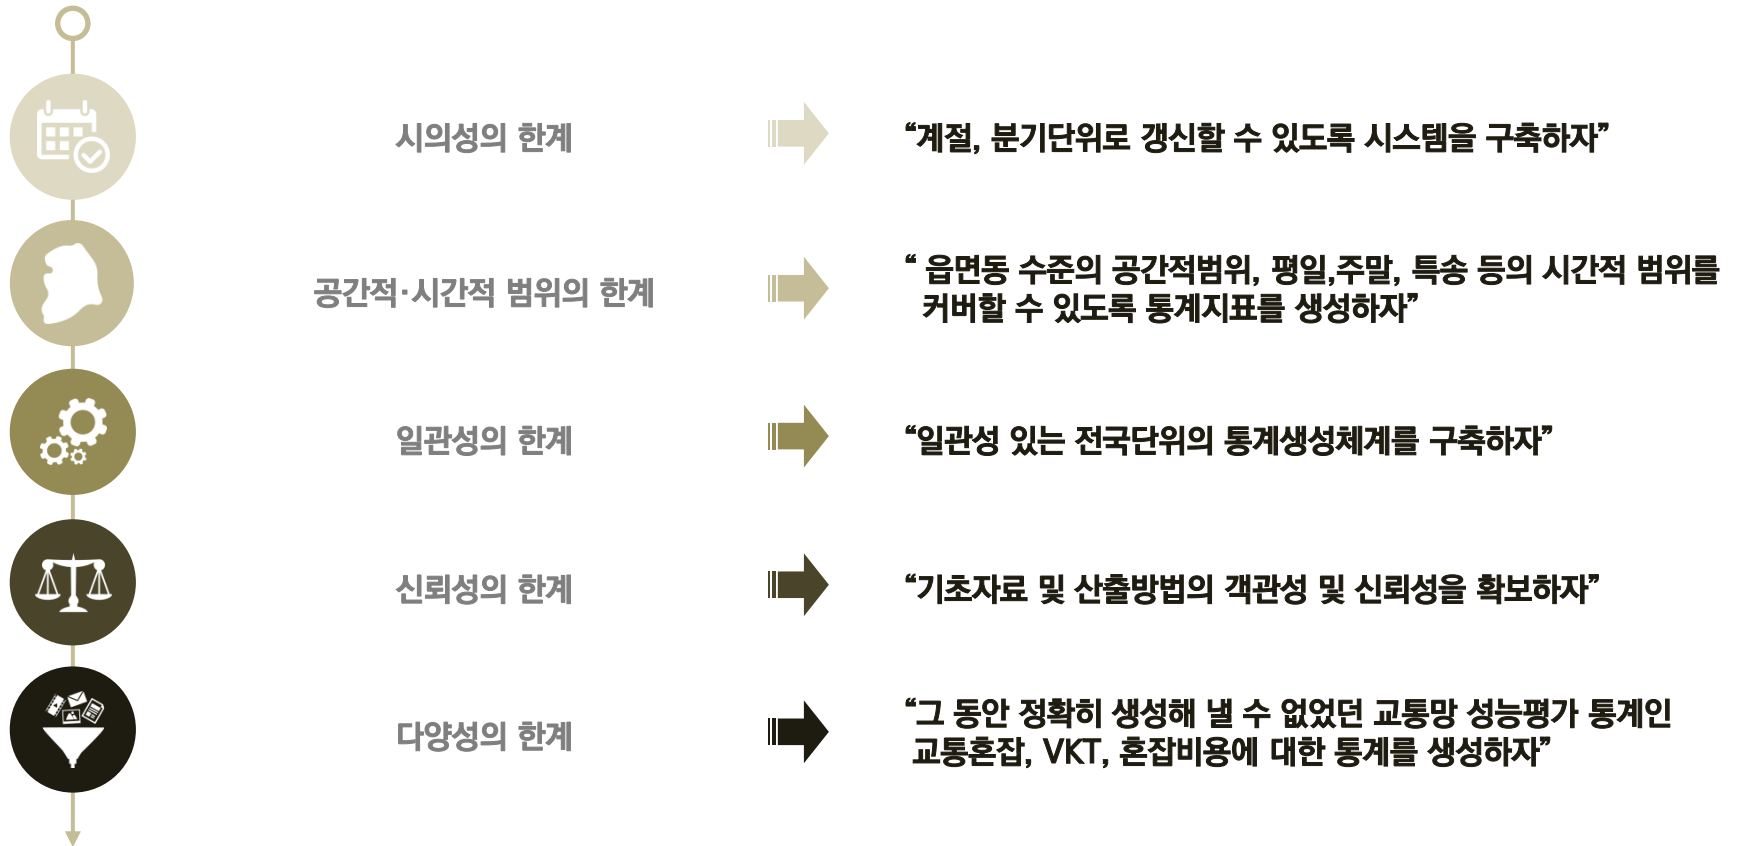 시의성의 한계
“계절, 분기단위로 갱신할 수 있도록 시스템을 구축하자”
공간적·시간적 범위의 한계
“ 읍면동 수준의 공간적범위, 평일,주말, 특송 등의 시간적 범위를
커버할 수 있도록 통계지표를 생성하자”
일관성의 한계
“일관성 있는 전국단위의 통계생성체계를 구축하자”
신뢰성의 한계
“기초자료 및 산출방법의 객관성 및 신뢰성을 확보하자”
다양성의 한계
“그 동안 정확히 생성해 낼 수 없었던 교통망 성능평가 통계인
교통혼잡, VKT, 혼잡비용에 대한 통계를 생성하자”